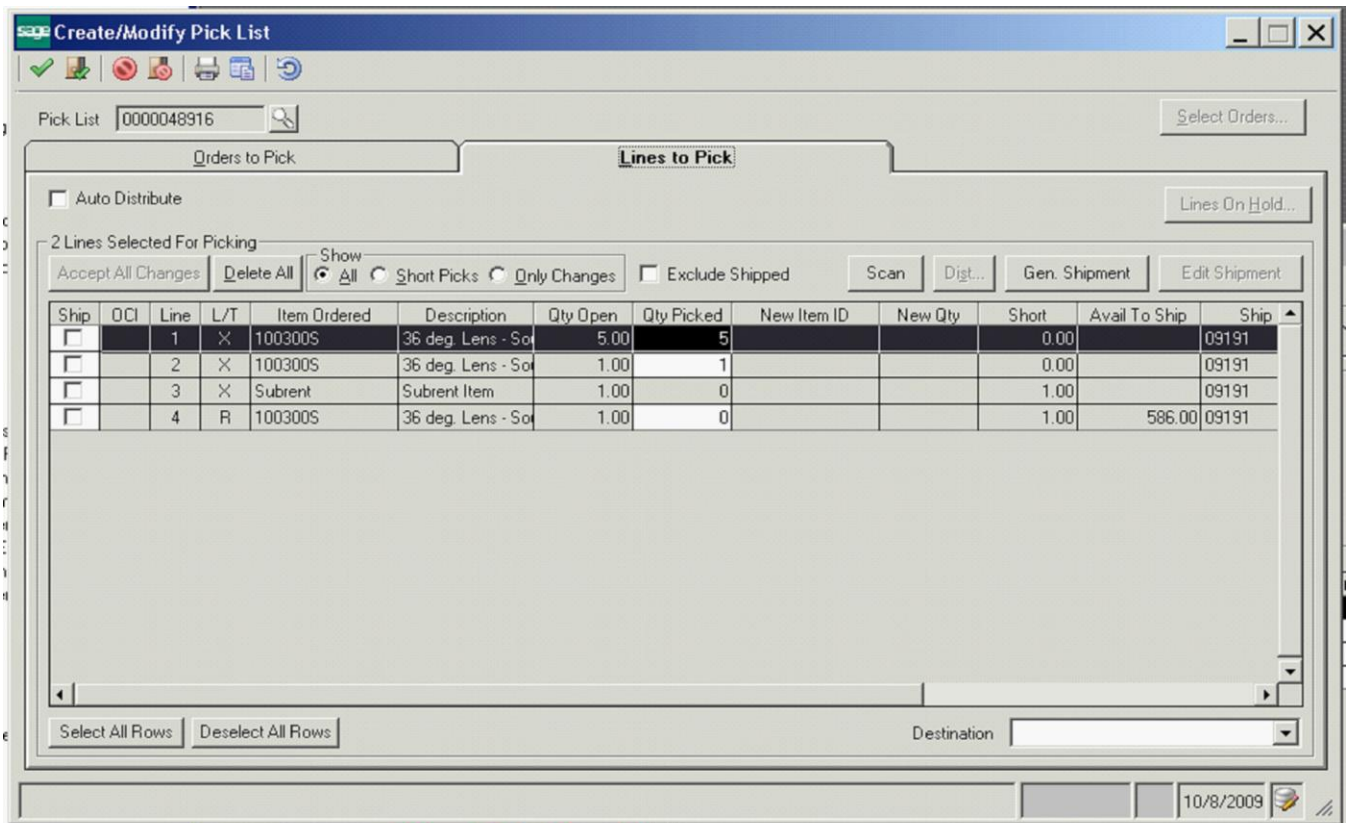 sage Create/Modify Pick List
Pick List 0000048916 Select Orders...
Orders to Pick Lines to Pick
Auto Distribute Lines On Hold...
2 Lines Selected For Picking
Show
Accept All Changes Delete All All Short Picks Only Changes Exclude Shipped Scan Dist... Gen. Shipment Edit Shipment
Ship OCI Line L/T Item Ordered Description Qty Open Qty Picked New Item ID New Qty Short Avail To Ship Ship
1 X 100300S 36 deg. Lens - Sou 5.00 5 0.00 09191
2 X 100300S 36 deg. Lens - Sou 1.00 1 0.00 09191
3 X Subrent Subrent Item 1.00 0 1.00 09191
4 R 100300S 36 deg. Lens - Sou 1.00 0 1.00 586.00 09191
Select All Rows Deselect All Rows Destination
10/8/2009